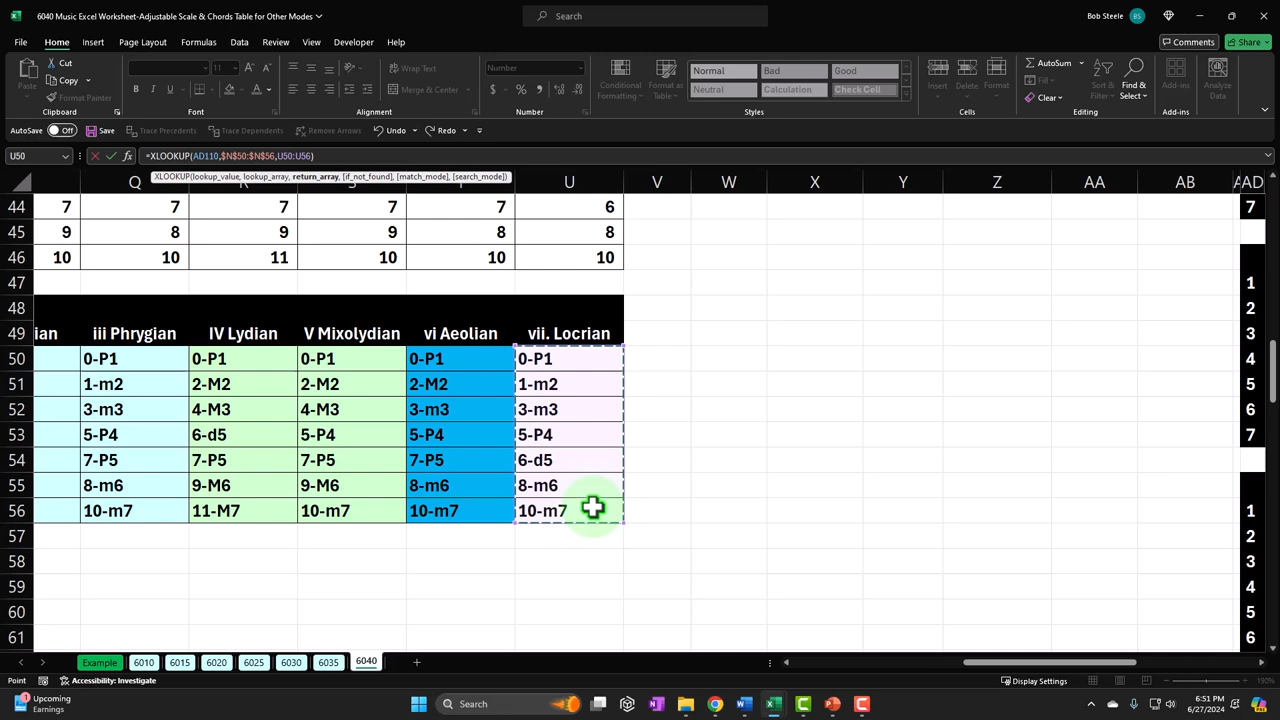 6040 Music Excel Worksheet-Adjustable Scale & Chords Table for Other Modes
Search
Bob Steele BS
File Home Insert Page Layout Formulas Data Review View Developer Help
Comments Share
Paste Cut Copy Format Painter Clipboard
11 Font
Wrap Text Merge & Center Alignment
Number Number
Conditional Formatting Format as Table
Normal Bad Good
Neutral Calculation Check Cell
Styles
Insert Delete Format Cells
AutoSum Fill Clear Sort & Filter Find & Select Editing
Add-ins Add-ins
Analyze Data
AutoSave Off Save Trace Precedents Trace Dependents Remove Arrows Undo Redo
U50 fx =XLOOKUP(AD110,$N$50:$N$56,U50:U56)
XLOOKUP(lookup_value, lookup_array, return_array, [if_not_found], [match_mode], [search_mode])
Q R S T U V W X Y Z AA AB AD
44 7 7 7 7 7 6 7
45 9 8 9 9 8 8
46 10 10 11 10 10 10
47 1
48 2
49 ian iii Phrygian IV Lydian V Mixolydian vi Aeolian vii. Locrian 3
50 0-P1 0-P1 0-P1 0-P1 0-P1 4
51 1-m2 2-M2 2-M2 2-M2 1-m2 5
52 3-m3 4-M3 4-M3 3-m3 3-m3 6
53 5-P4 6-d5 5-P4 5-P4 5-P4 7
54 7-P5 7-P5 7-P5 7-P5 6-d5
55 8-m6 9-M6 9-M6 8-m6 8-m6
56 10-m7 11-M7 10-m7 10-m7 10-m7 1
57 2
58 3
59 4
60 5
61 6
Example 6010 6015 6020 6025 6030 6035 6040
Point Accessibility: Investigate Display Settings 190%
1 Upcoming Earnings
Search
6:51 PM
6/27/2024